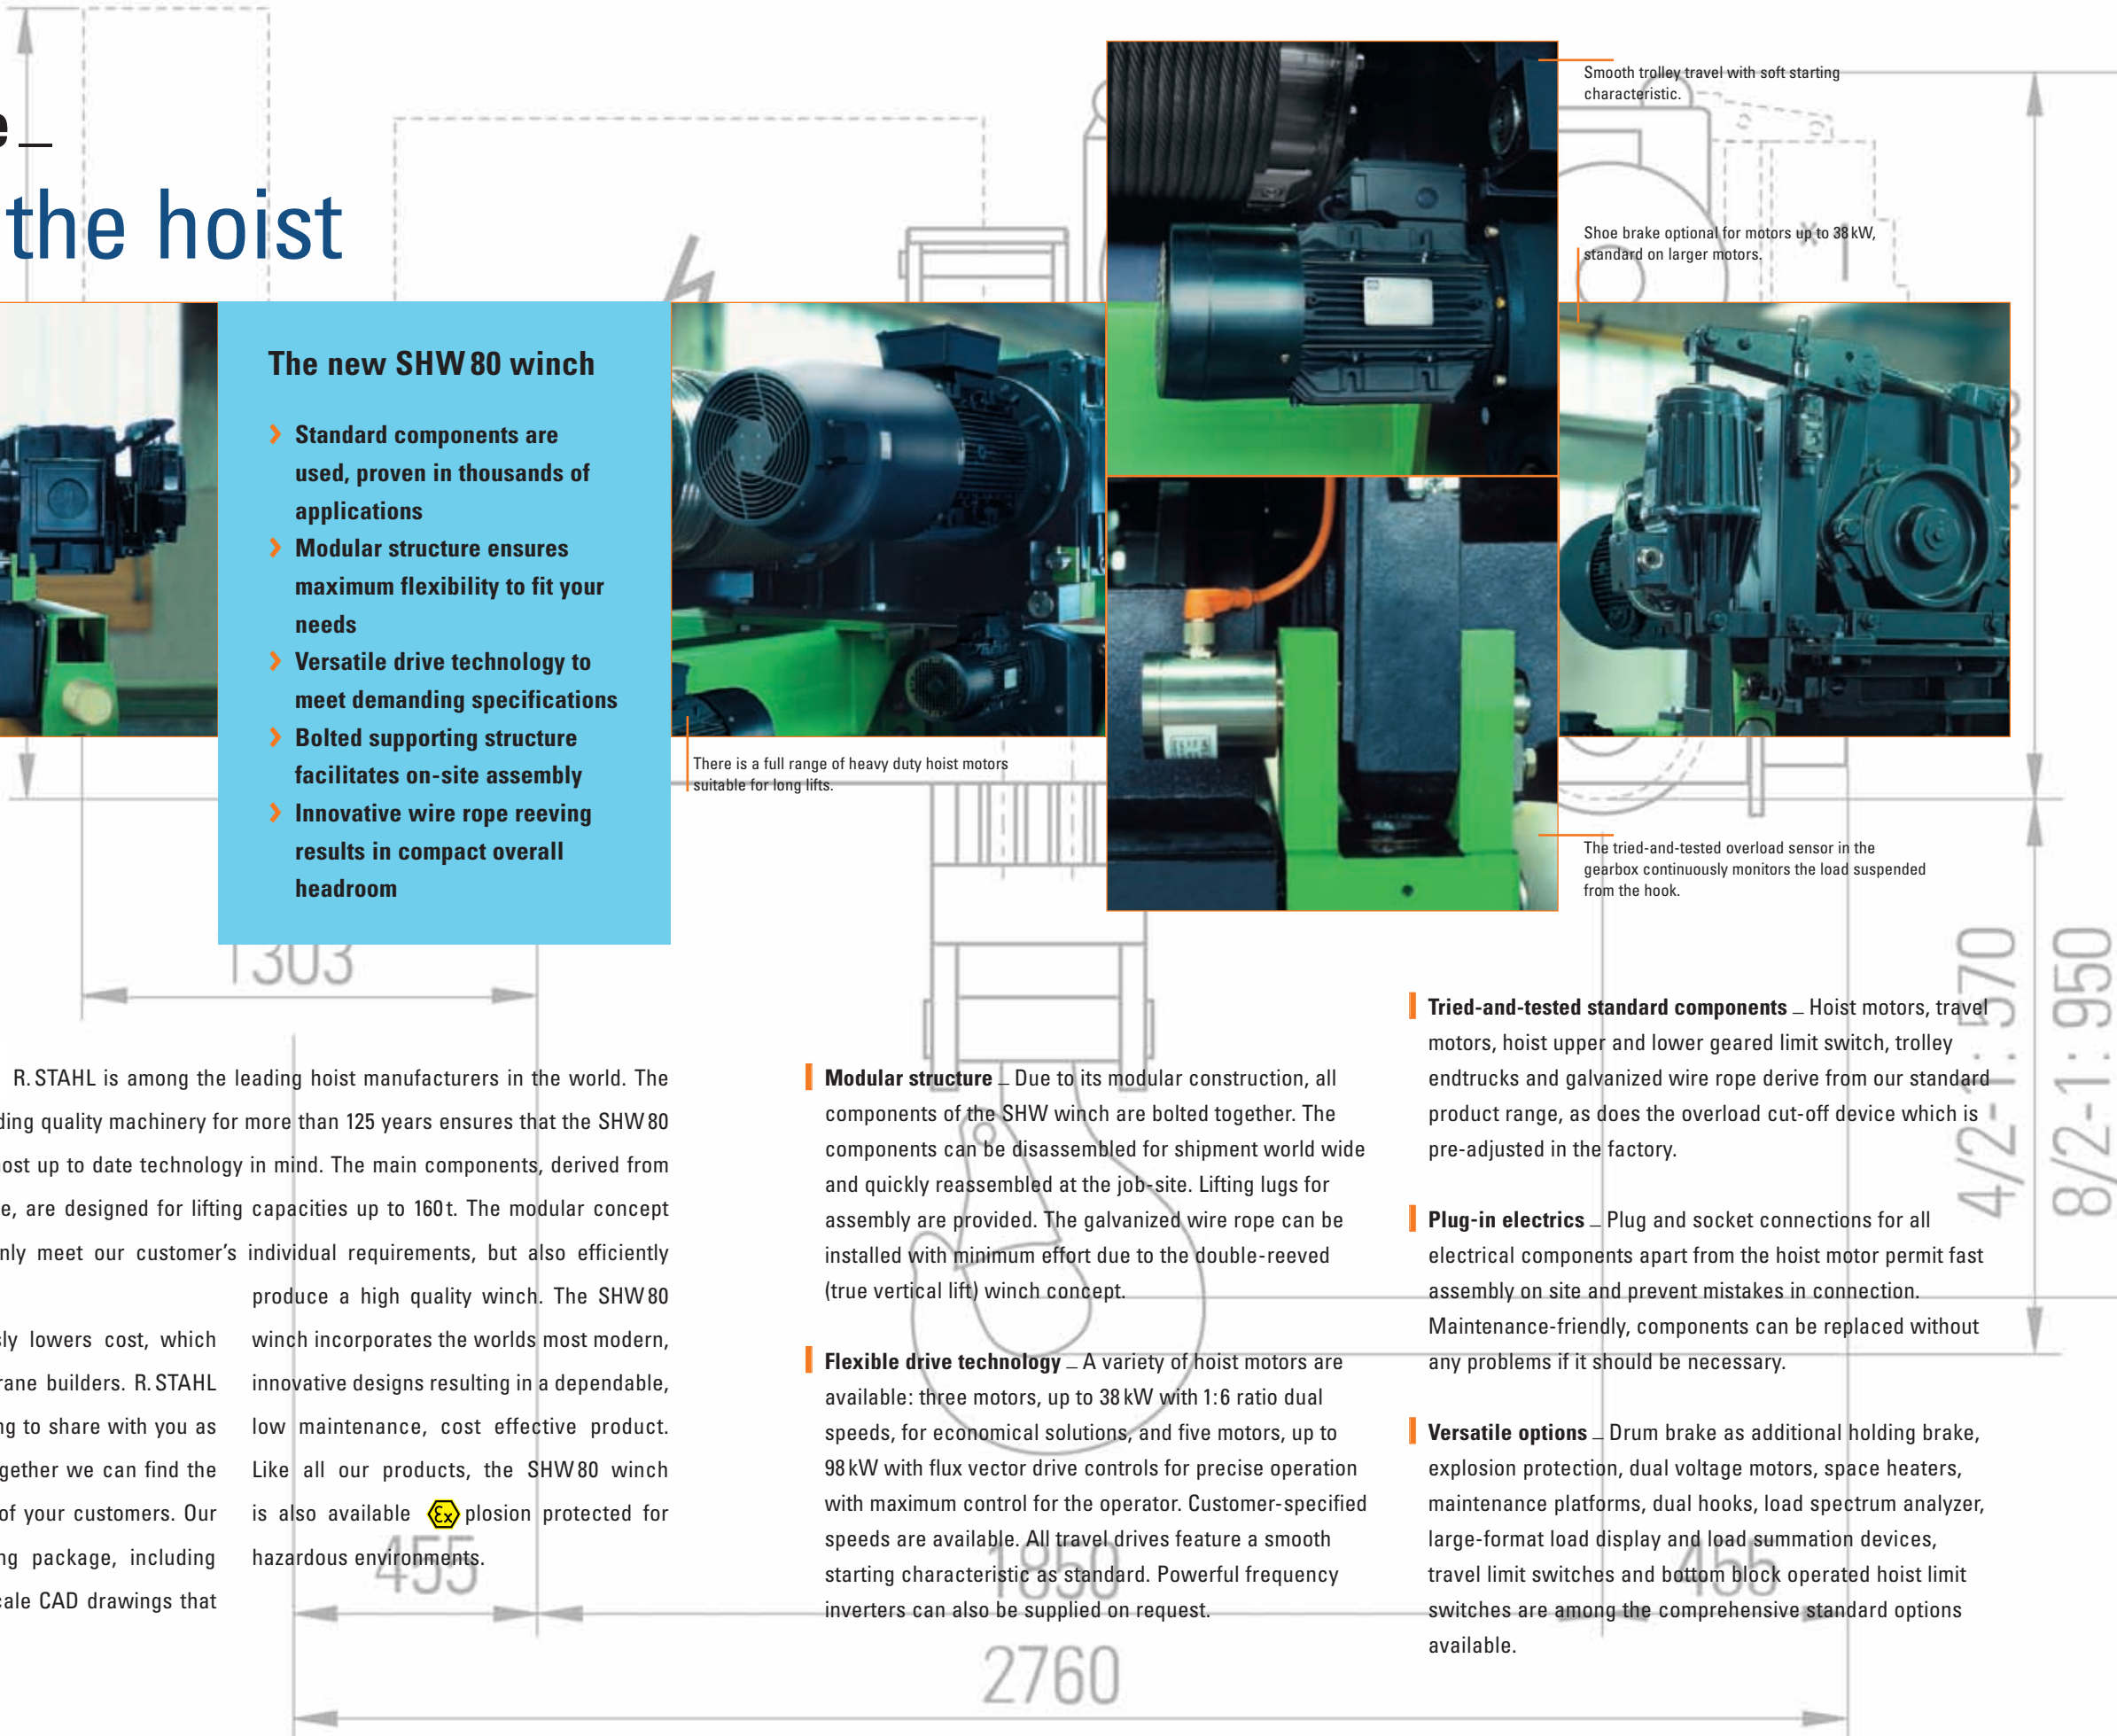 the hoist
The new SHW 80 winch
Standard components are
used, proven in thousands of
applications
Modular structure ensures
maximum flexibility to fit your
needs
Versatile drive technology to
meet demanding specifications
Bolted supporting structure
facilitates on-site assembly
Innovative wire rope reeving
results in compact overall
headroom
Smooth trolley travel with soft starting
characteristic.
Shoe brake optional for motors up to 38 kW,
standard on larger motors.
There is a full range of heavy duty hoist motors
suitable for long lifts.
The tried-and-tested overload sensor in the
gearbox continuously monitors the load suspended
from the hook.
1303
R. STAHL is among the leading hoist manufacturers in the world. The
quality machinery for more than 125 years ensures that the SHW 80
up to date technology in mind. The main components, derived from
are designed for lifting capacities up to 160 t. The modular concept
meet our customer's individual requirements, but also efficiently
produce a high quality winch. The SHW 80
winch incorporates the worlds most modern,
innovative designs resulting in a dependable,
low maintenance, cost effective product.
Like all our products, the SHW 80 winch
is also available Ex plosion protected for
hazardous environments.
lowers cost, which
builders. R. STAHL
to share with you as
we can find the
of your customers. Our
package, including
CAD drawings that
Modular structure _ Due to its modular construction, all
components of the SHW winch are bolted together. The
components can be disassembled for shipment world wide
and quickly reassembled at the job-site. Lifting lugs for
assembly are provided. The galvanized wire rope can be
installed with minimum effort due to the double-reeved
(true vertical lift) winch concept.
Flexible drive technology _ A variety of hoist motors are
available: three motors, up to 38 kW with 1:6 ratio dual
speeds, for economical solutions, and five motors, up to
98 kW with flux vector drive controls for precise operation
with maximum control for the operator. Customer-specified
speeds are available. All travel drives feature a smooth
starting characteristic as standard. Powerful frequency
inverters can also be supplied on request.
Tried-and-tested standard components _ Hoist motors, travel
motors, hoist upper and lower geared limit switch, trolley
endtrucks and galvanized wire rope derive from our standard
product range, as does the overload cut-off device which is
pre-adjusted in the factory.
Plug-in electrics _ Plug and socket connections for all
electrical components apart from the hoist motor permit fast
assembly on site and prevent mistakes in connection.
Maintenance-friendly, components can be replaced without
any problems if it should be necessary.
Versatile options _ Drum brake as additional holding brake,
explosion protection, dual voltage motors, space heaters,
maintenance platforms, dual hooks, load spectrum analyzer,
large-format load display and load summation devices,
travel limit switches and bottom block operated hoist limit
switches are among the comprehensive standard options
available.
4/2-1: 570
8/2-1: 950
455
1850
455
2760